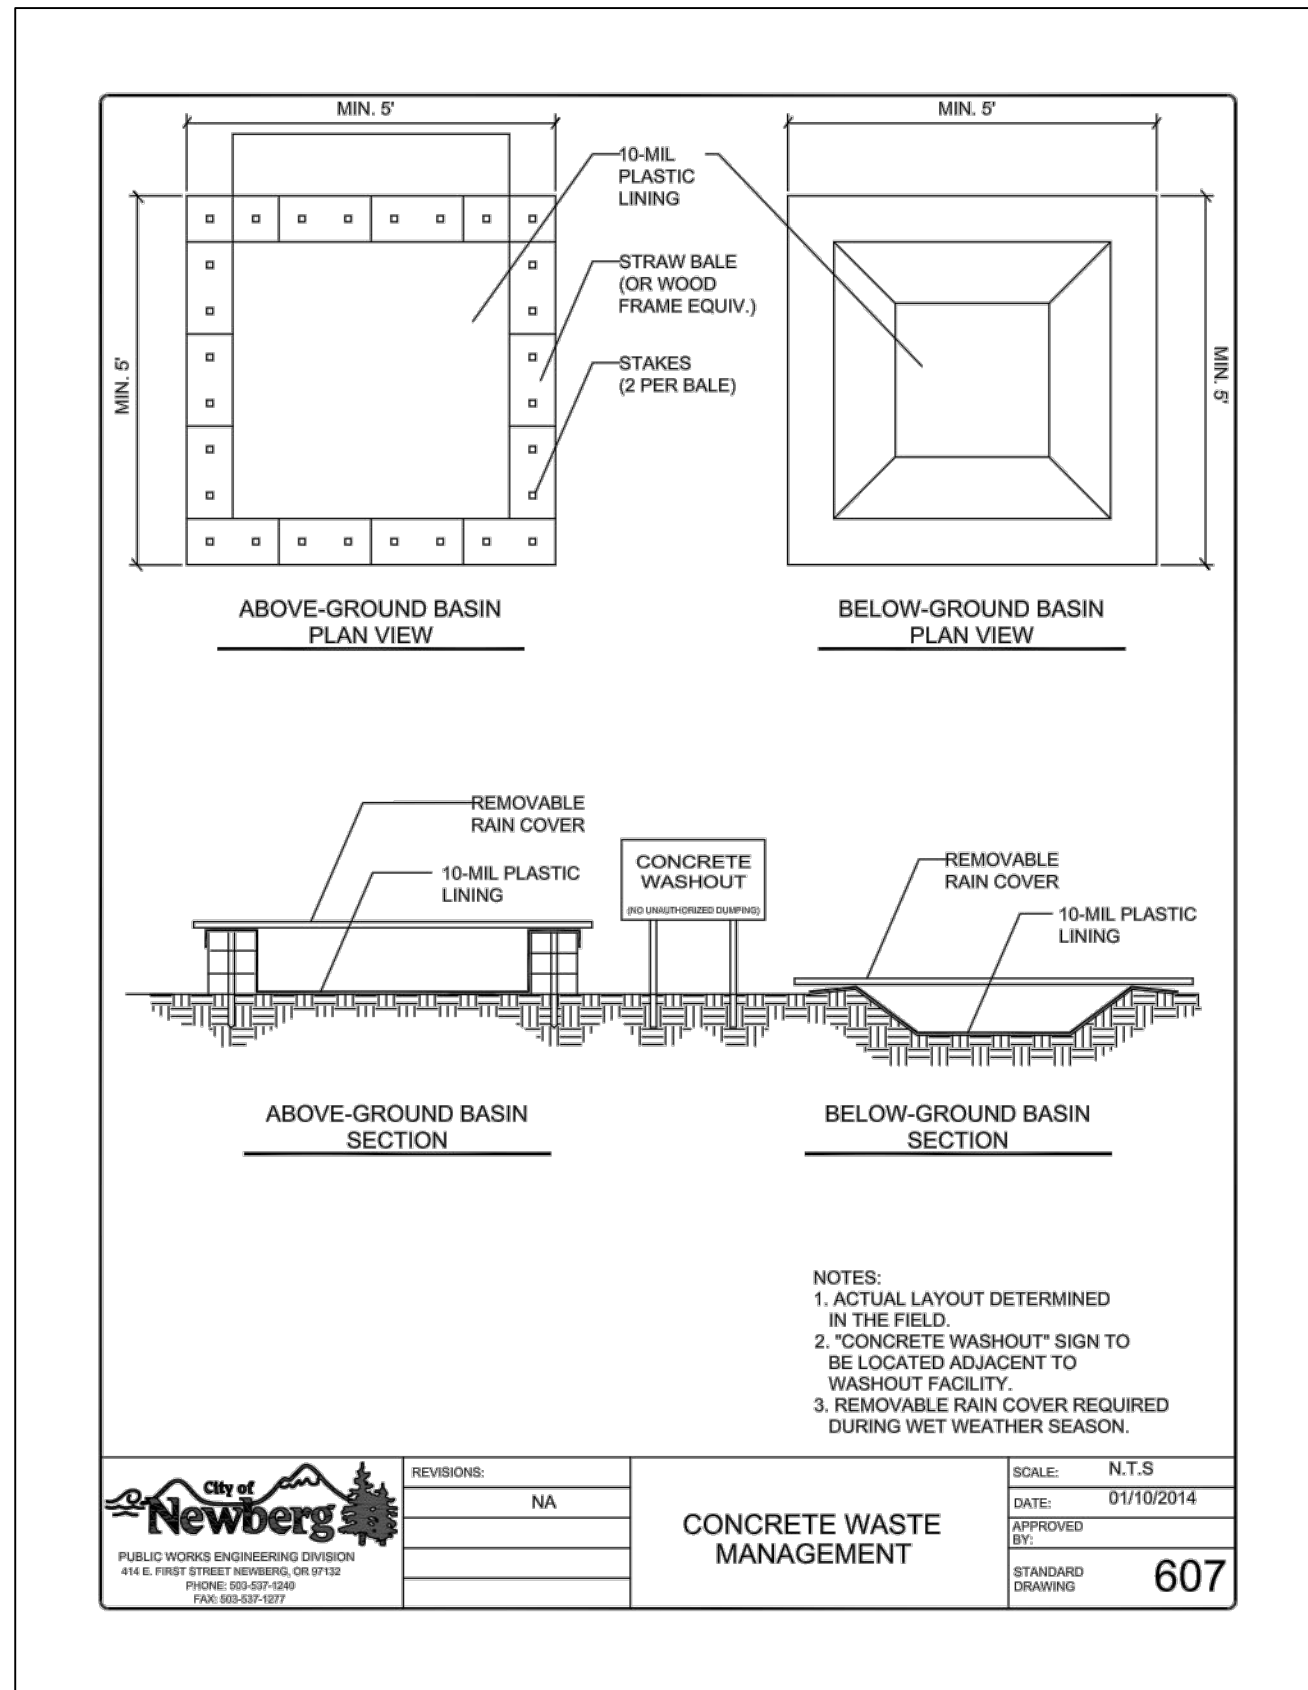 MIN. 5'
MIN. 5'
10-MIL
PLASTIC
LINING
STRAW BALE
(OR WOOD
FRAME EQUIV.)
STAKES
(2 PER BALE)
MIN. 5'
MIN. 5'
ABOVE-GROUND BASIN
PLAN VIEW
BELOW-GROUND BASIN
PLAN VIEW
REMOVABLE
RAIN COVER
10-MIL PLASTIC
LINING
CONCRETE
WASHOUT
(NO UNAUTHORIZED DUMPING)
REMOVABLE
RAIN COVER
10-MIL PLASTIC
LINING
ABOVE-GROUND BASIN
SECTION
BELOW-GROUND BASIN
SECTION
NOTES:
1. ACTUAL LAYOUT DETERMINED
IN THE FIELD.
2. "CONCRETE WASHOUT" SIGN TO
BE LOCATED ADJACENT TO
WASHOUT FACILITY.
3. REMOVABLE RAIN COVER REQUIRED
DURING WET WEATHER SEASON.
City of
Newberg
PUBLIC WORKS ENGINEERING DIVISION
414 E. FIRST STREET NEWBERG, OR 97132
PHONE: 503-537-1240
FAX: 503-537-1277
REVISIONS:
NA
CONCRETE WASTE
MANAGEMENT
SCALE: N.T.S
DATE: 01/10/2014
APPROVED
BY:
STANDARD
DRAWING
607